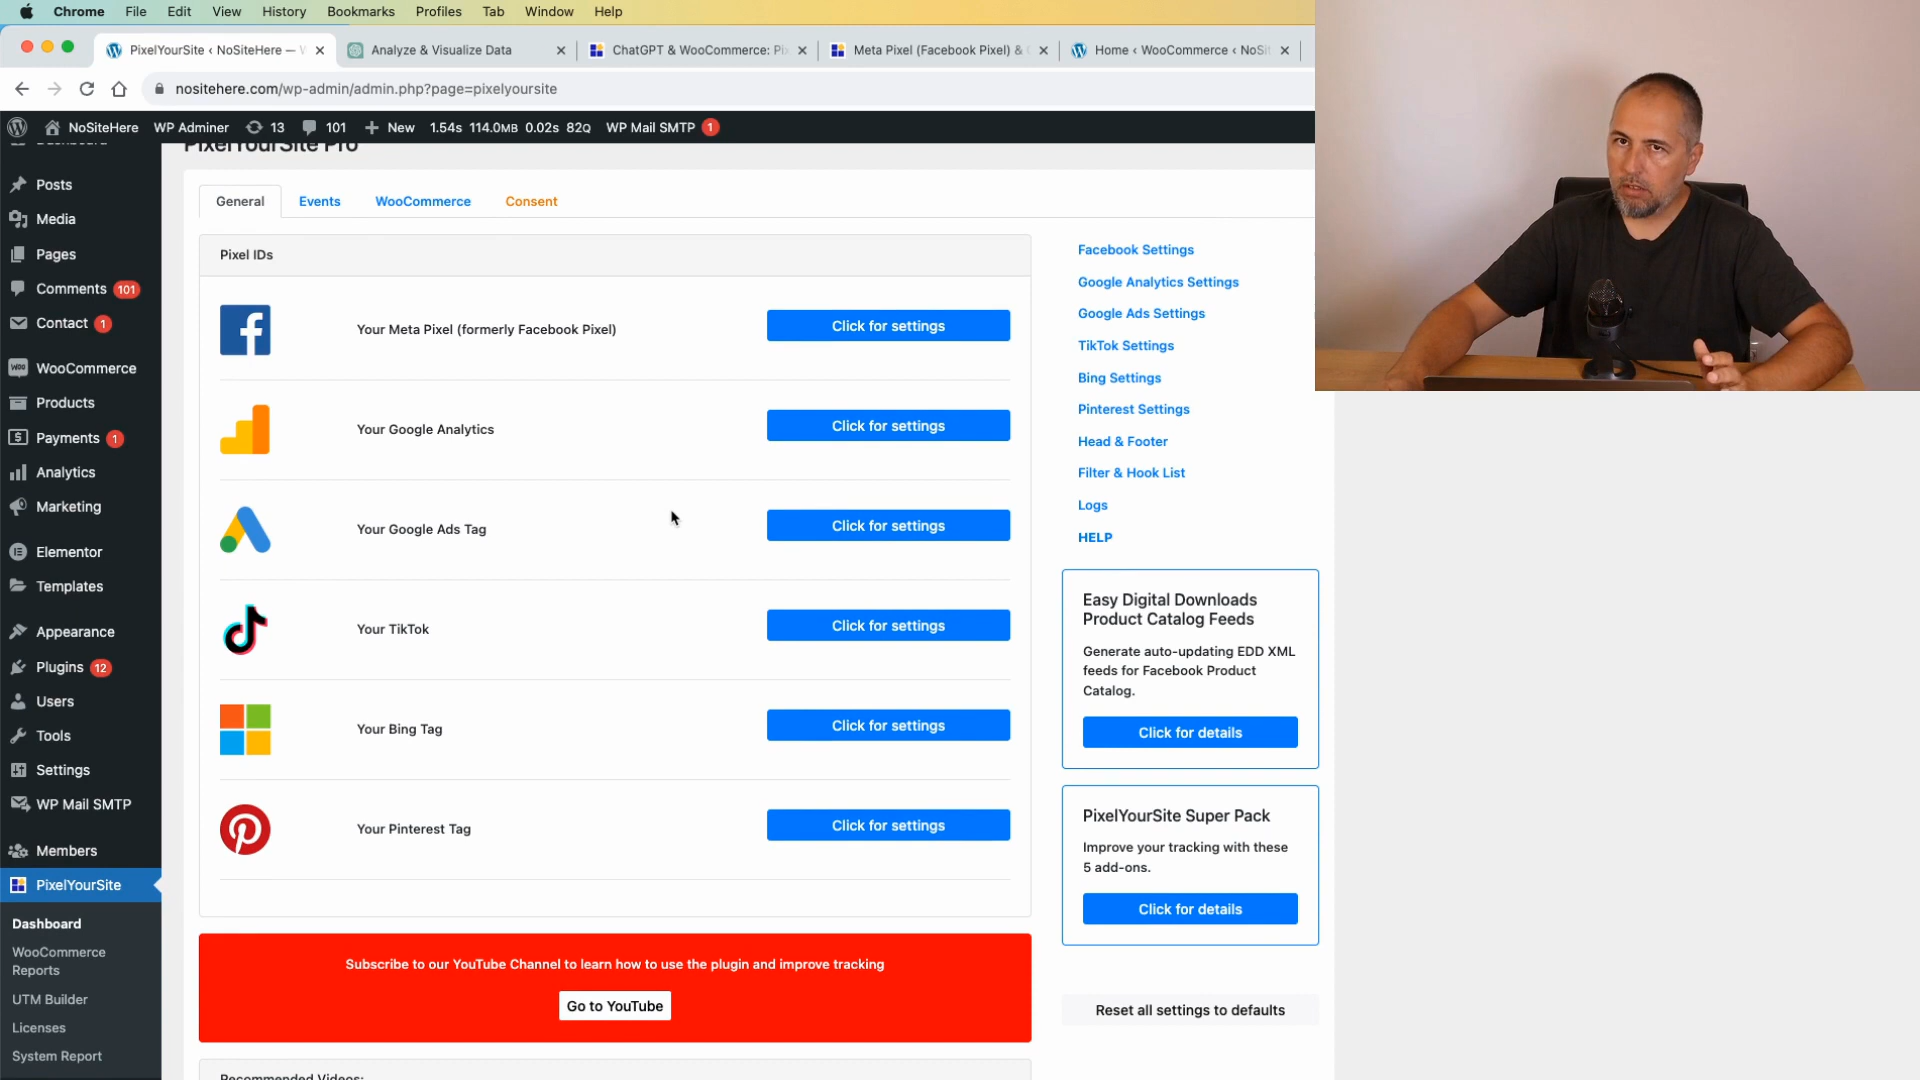 Chrome File Edit View History Bookmarks Profiles Tab Window Help
PixelYourSite ‹ NoSiteHere —
Analyze & Visualize Data
ChatGPT & WooCommerce:
Meta Pixel (Facebook Pixel) &
Home ‹ WooCommerce ‹
nositehere.com/wp-admin/admin.php?page=pixelyoursite
NoSiteHere WP Adminer 13 101 New 1.54s 114.0MB 0.02s 82Q WP Mail SMTP 1
Dashboard
Posts
Media
Pages
Comments 101
Contact 1
WooCommerce
Products
Payments 1
Analytics
Marketing
Elementor
Templates
Appearance
Plugins 12
Users
Tools
Settings
WP Mail SMTP
Members
PixelYourSite
Dashboard
WooCommerce
Reports
UTM Builder
Licenses
System Report
PixelYourSite Pro
General Events WooCommerce Consent
Pixel IDs
Your Meta Pixel (formerly Facebook Pixel) Click for settings
Your Google Analytics Click for settings
Your Google Ads Tag Click for settings
Your TikTok Click for settings
Your Bing Tag Click for settings
Your Pinterest Tag Click for settings
Subscribe to our YouTube Channel to learn how to use the plugin and improve tracking
Go to YouTube
Recommended Videos:
Facebook Settings
Google Analytics Settings
Google Ads Settings
TikTok Settings
Bing Settings
Pinterest Settings
Head & Footer
Filter & Hook List
Logs
HELP
Easy Digital Downloads
Product Catalog Feeds
Generate auto-updating EDD XML
feeds for Facebook Product
Catalog.
Click for details
PixelYourSite Super Pack
Improve your tracking with these
5 add-ons.
Click for details
Reset all settings to defaults